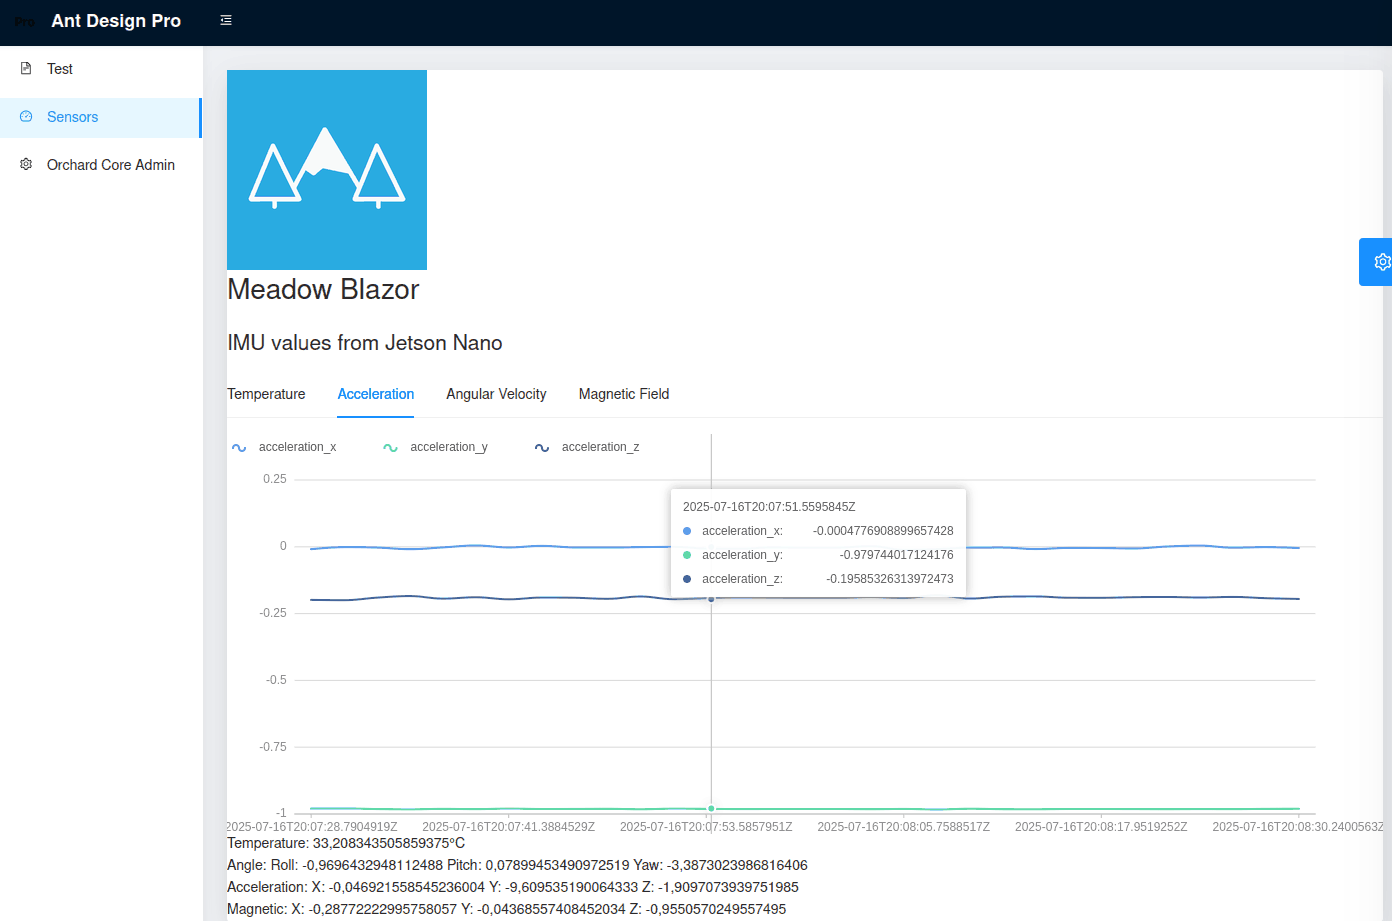 Pro Ant Design Pro
Test
Sensors
Orchard Core Admin
Meadow Blazor
IMU values from Jetson Nano
Temperature Acceleration Angular Velocity Magnetic Field
acceleration_x acceleration_y acceleration_z
0.25
2025-07-16T20:07:51.5595845Z
acceleration_x: -0.0004776908899657428
0
acceleration_y: -0.979744017124176
acceleration_z: -0.19585326313972473
-0.25
-0.5
-0.75
-1
2025-07-16T20:07:28.7904919Z 2025-07-16T20:07:41.3884529Z 2025-07-16T20:07:53.5857951Z 2025-07-16T20:08:05.7588517Z 2025-07-16T20:08:17.9519252Z 2025-07-16T20:08:30.2400563Z
Temperature: 33,208343505859375°C
Angle: Roll: -0,9696432948112488 Pitch: 0,07899453490972519 Yaw: -3,3873023986816406
Acceleration: X: -0,046921558545236004 Y: -9,609535190064333 Z: -1,9097073939751985
Magnetic: X: -0,28772222995758057 Y: -0,04368557408452034 Z: -0,9550570249557495